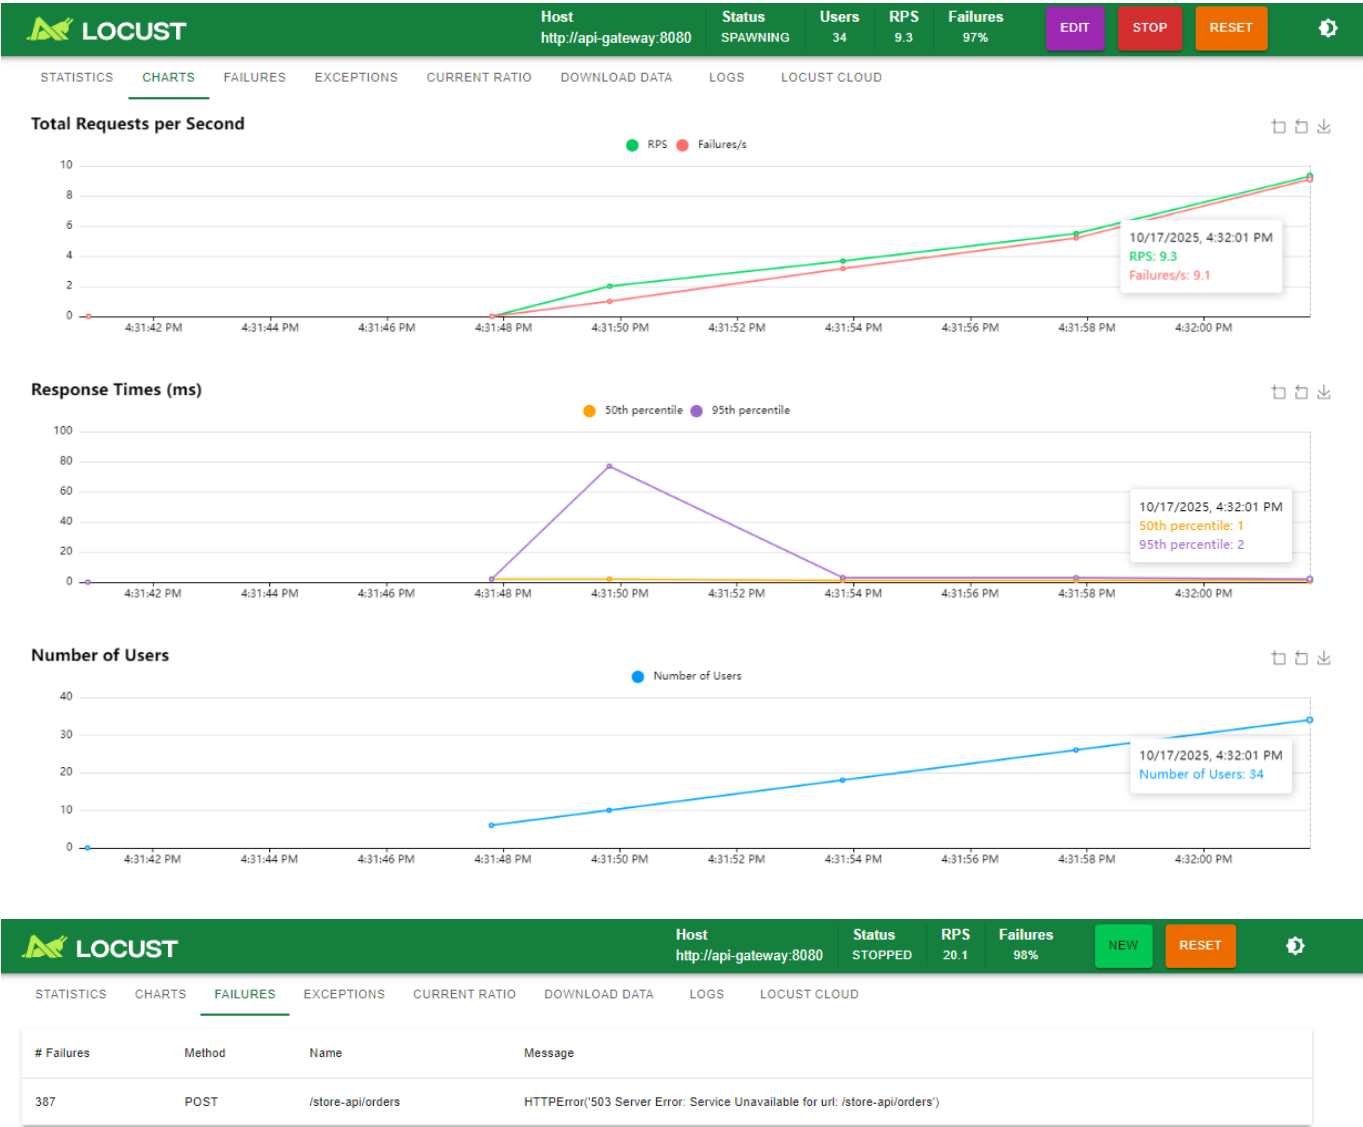 LOCUST
Host Status Users RPS Failures
http://api-gateway:8080 SPAWNING 34 9.3 97%
EDIT STOP RESET
STATISTICS CHARTS FAILURES EXCEPTIONS CURRENT RATIO DOWNLOAD DATA LOGS LOCUST CLOUD
Total Requests per Second
RPS Failures/s
10
8
6
4
2
0
10/17/2025, 4:32:01 PM
RPS: 9.3
Failures/s: 9.1
4:31:42 PM 4:31:44 PM 4:31:46 PM 4:31:48 PM 4:31:50 PM 4:31:52 PM 4:31:54 PM 4:31:56 PM 4:31:58 PM 4:32:00 PM
Response Times (ms)
50th percentile 95th percentile
100
80
60
40
20
0
10/17/2025, 4:32:01 PM
50th percentile: 1
95th percentile: 2
4:31:42 PM 4:31:44 PM 4:31:46 PM 4:31:48 PM 4:31:50 PM 4:31:52 PM 4:31:54 PM 4:31:56 PM 4:31:58 PM 4:32:00 PM
Number of Users
Number of Users
40
30
20
10
0
10/17/2025, 4:32:01 PM
Number of Users: 34
4:31:42 PM 4:31:44 PM 4:31:46 PM 4:31:48 PM 4:31:50 PM 4:31:52 PM 4:31:54 PM 4:31:56 PM 4:31:58 PM 4:32:00 PM
LOCUST
Host Status RPS Failures
http://api-gateway:8080 STOPPED 20.1 98%
NEW RESET
STATISTICS CHARTS FAILURES EXCEPTIONS CURRENT RATIO DOWNLOAD DATA LOGS LOCUST CLOUD
# Failures Method Name Message
387 POST /store-api/orders HTTPError('503 Server Error: Service Unavailable for url: /store-api/orders')